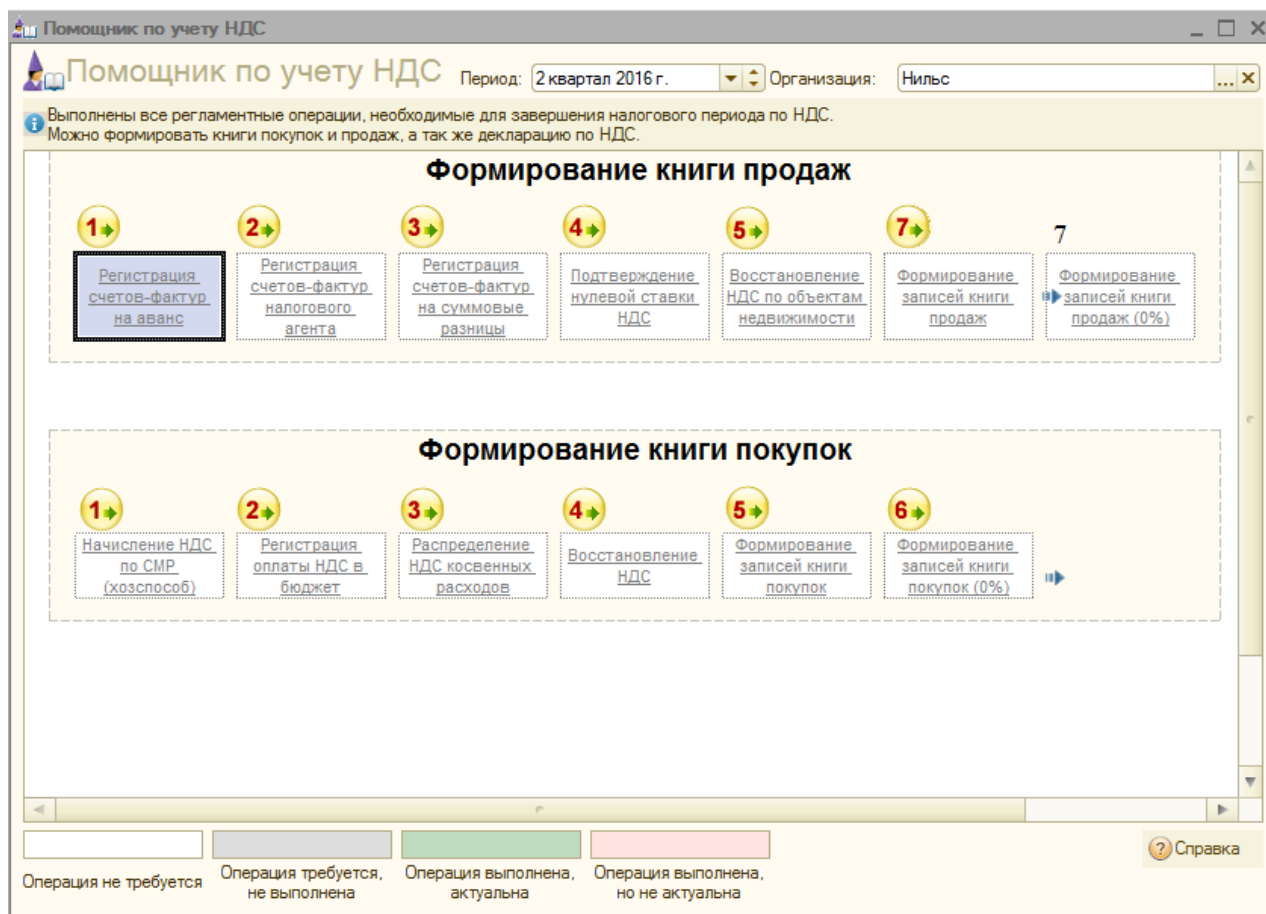 Помощник по учету НДС
Помощник по учету НДС Период: 2 квартал 2016 г. Организация: Нильс ...
Выполнены все регламентные операции, необходимые для завершения налогового периода по НДС.
Можно формировать книги покупок и продаж, а так же декларацию по НДС.
Формирование книги продаж
1 2 3 4 5 7 7
Регистрация
счетов-фактур
на аванс
Регистрация
счетов-фактур
налогового
агента
Регистрация
счетов-фактур
на суммовые
разницы
Подтверждение
нулевой ставки
НДС
Восстановление
НДС по объектам
недвижимости
Формирование
записей книги
продаж
Формирование
записей книги
продаж (0%)
Формирование книги покупок
1 2 3 4 5 6
Начисление НДС
по СМР
(хозспособ)
Регистрация
оплаты НДС в
бюджет
Распределение
НДС косвенных
расходов
Восстановление
НДС
Формирование
записей книги
покупок
Формирование
записей книги
покупок (0%)
Операция не требуется
Операция требуется,
не выполнена
Операция выполнена,
актуальна
Операция выполнена,
но не актуальна
? Справка